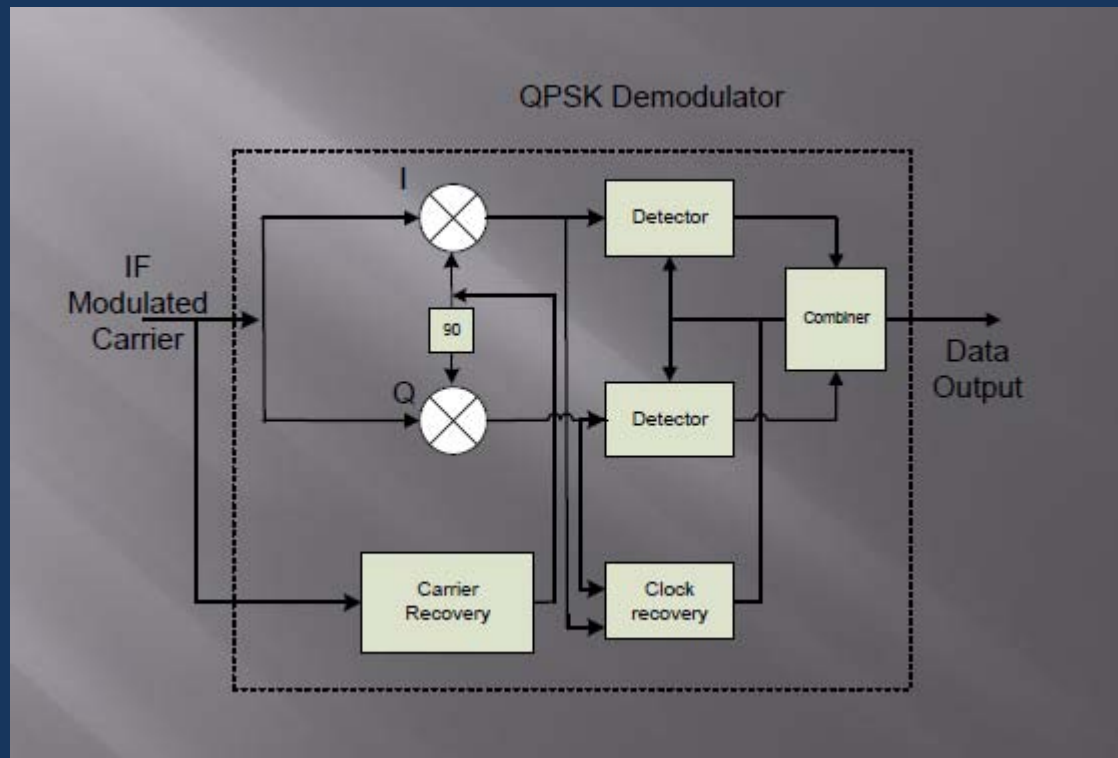 QPSK Demodulator
I
Detector
IF
Modulated
Carrier
90
Combiner
Data
Output
Q
Detector
Carrier
Recovery
Clock
recovery